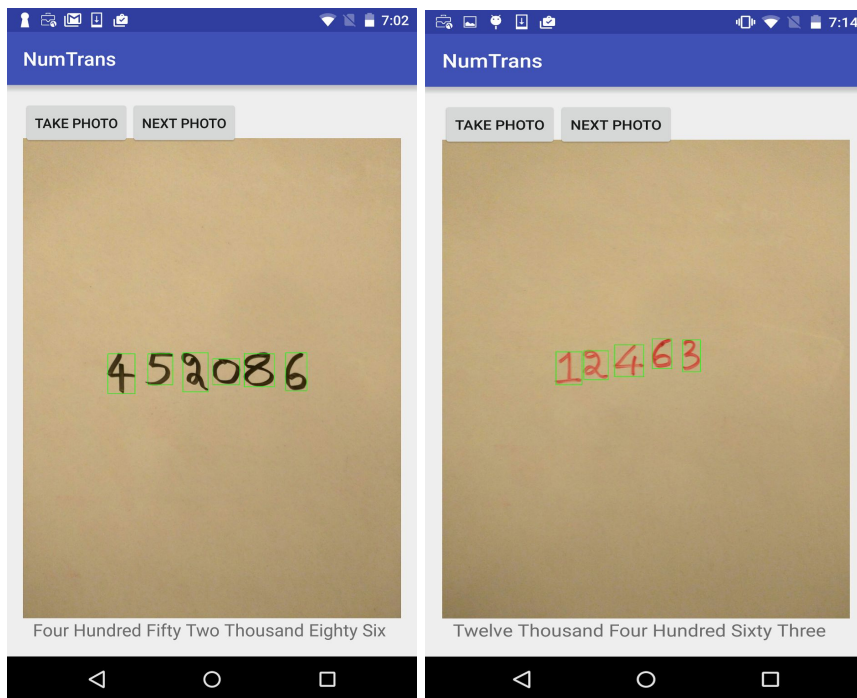 7:02
NumTrans
TAKE PHOTO NEXT PHOTO
452086
Four Hundred Fifty Two Thousand Eighty Six
7:14
NumTrans
TAKE PHOTO NEXT PHOTO
12463
Twelve Thousand Four Hundred Sixty Three